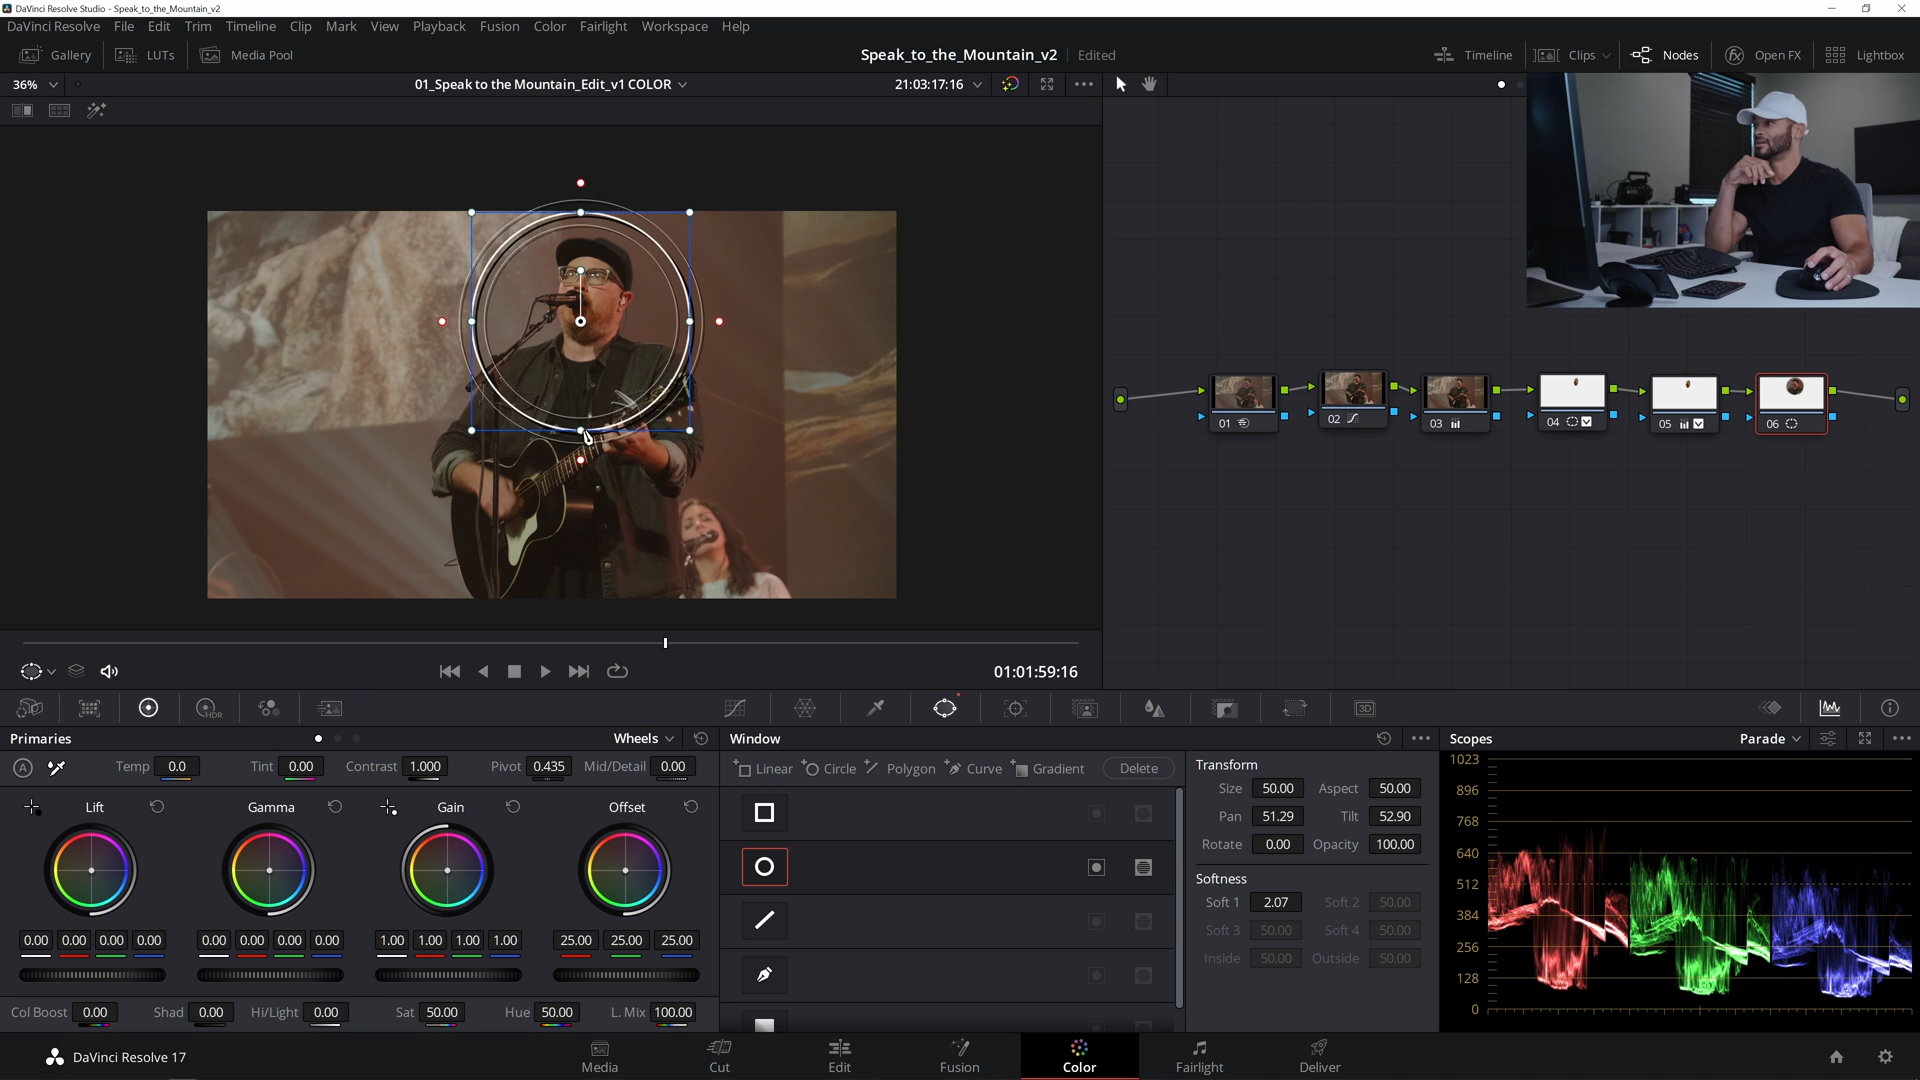 DaVinci Resolve Studio - Speak_to_the_Mountain_v2
DaVinci Resolve File Edit Trim Timeline Clip Mark View Playback Fusion Color Fairlight Workspace Help
Gallery LUTs Media Pool Speak_to_the_Mountain_v2 Edited Timeline Clips Nodes Open FX Lightbox
36% 01_Speak to the Mountain_Edit_v1 COLOR 21:03:17:16
01 02 03 04 05 06
01:01:59:16
HDR 3D
Primaries Wheels Window Scopes Parade
A Temp 0.0 Tint 0.00 Contrast 1.000 Pivot 0.435 Mid/Detail 0.00
Linear Circle Polygon Curve Gradient Delete
Lift Gamma Gain Offset
0.00 0.00 0.00 0.00 0.00 0.00 0.00 0.00 1.00 1.00 1.00 1.00 25.00 25.00 25.00
Col Boost 0.00 Shad 0.00 Hi/Light 0.00 Sat 50.00 Hue 50.00 L. Mix 100.00
Transform
Size 50.00 Aspect 50.00
Pan 51.29 Tilt 52.90
Rotate 0.00 Opacity 100.00
Softness
Soft 1 2.07 Soft 2 50.00
Soft 3 50.00 Soft 4 50.00
Inside 50.00 Outside 50.00
1023
896
768
640
512
384
256
128
0
DaVinci Resolve 17 Media Cut Edit Fusion Color Fairlight Deliver